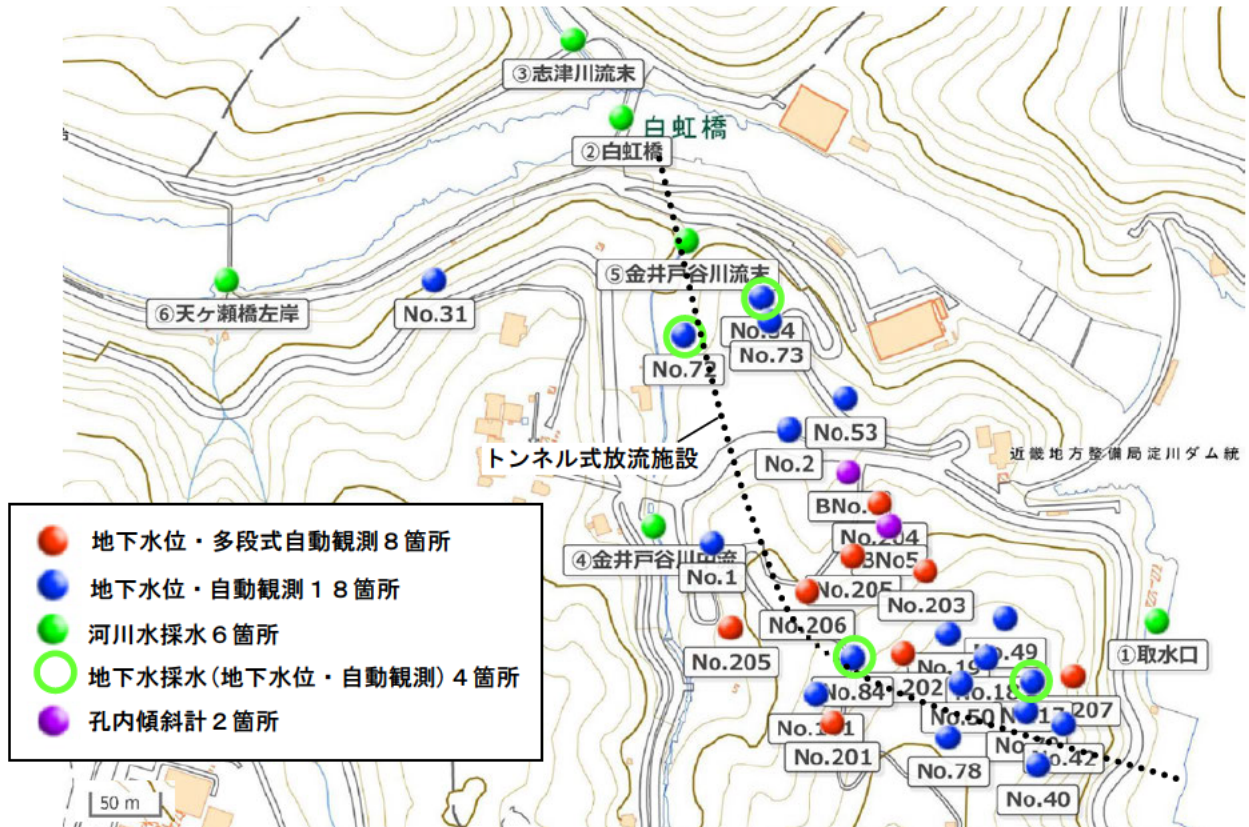 ③志津川流末
白虹橋
②白虹橋
⑤金井戸谷川流末
⑥天ヶ瀬橋左岸
No.31
No.73
No.72
No.53
トンネル式放流施設
No.2
近畿地方整備局淀川ダム統
④金井戸谷川中流
No.1
No.203
No.206
No.205
①取水口
No.49
No.84
No.201
No.78
No.42
No.40
地下水位・多段式自動観測8箇所
地下水位・自動観測18箇所
河川水採水6箇所
地下水採水(地下水位・自動観測)4箇所
孔内傾斜計2箇所
50 m